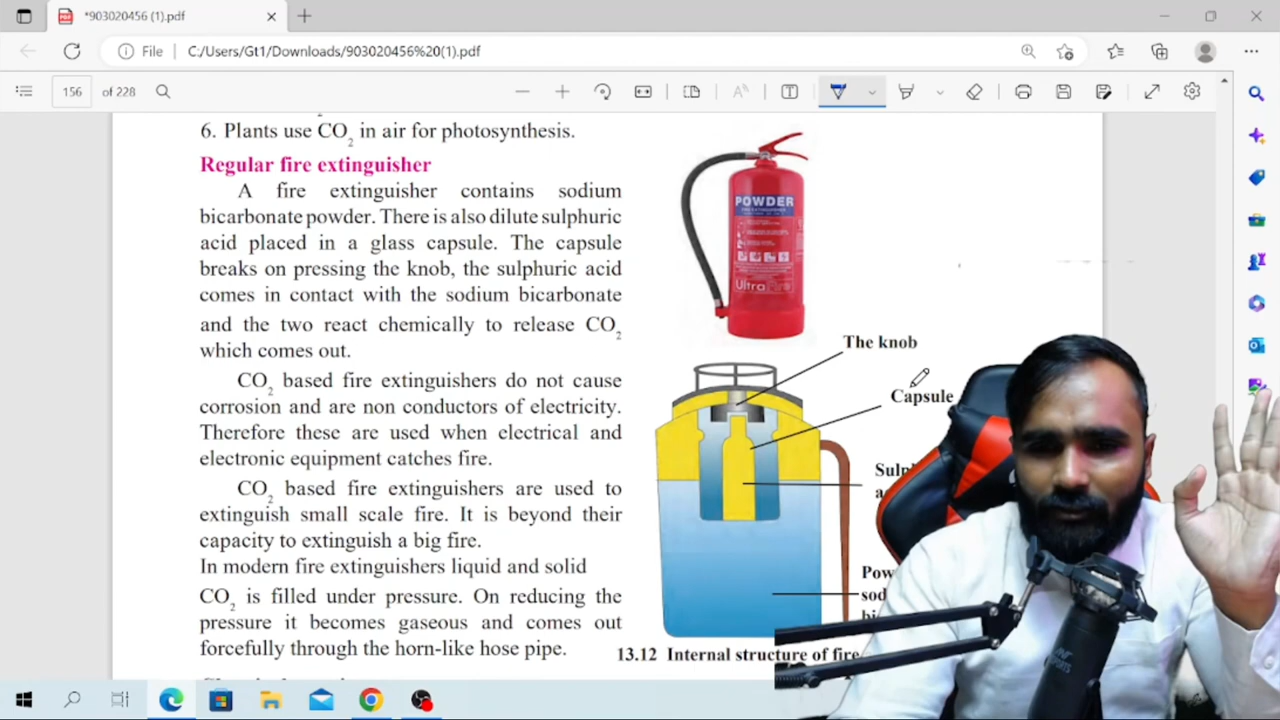 *903020456 (1).pdf
File
C:/Users/Gt1/Downloads/903020456%20(1).pdf
156 of 228
6. Plants use CO2 in air for photosynthesis.
Regular fire extinguisher
A fire extinguisher contains sodium
bicarbonate powder. There is also dilute sulphuric
acid placed in a glass capsule. The capsule
breaks on pressing the knob, the sulphuric acid
comes in contact with the sodium bicarbonate
and the two react chemically to release CO2
which comes out.
CO2 based fire extinguishers do not cause
corrosion and are non conductors of electricity.
Therefore these are used when electrical and
electronic equipment catches fire.
CO2 based fire extinguishers are used to
extinguish small scale fire. It is beyond their
capacity to extinguish a big fire.
In modern fire extinguishers liquid and solid
CO2 is filled under pressure. On reducing the
pressure it becomes gaseous and comes out
forcefully through the horn-like hose pipe.
POWDER
UltraFire
The knob
Capsule
13.12 Internal structure of fire